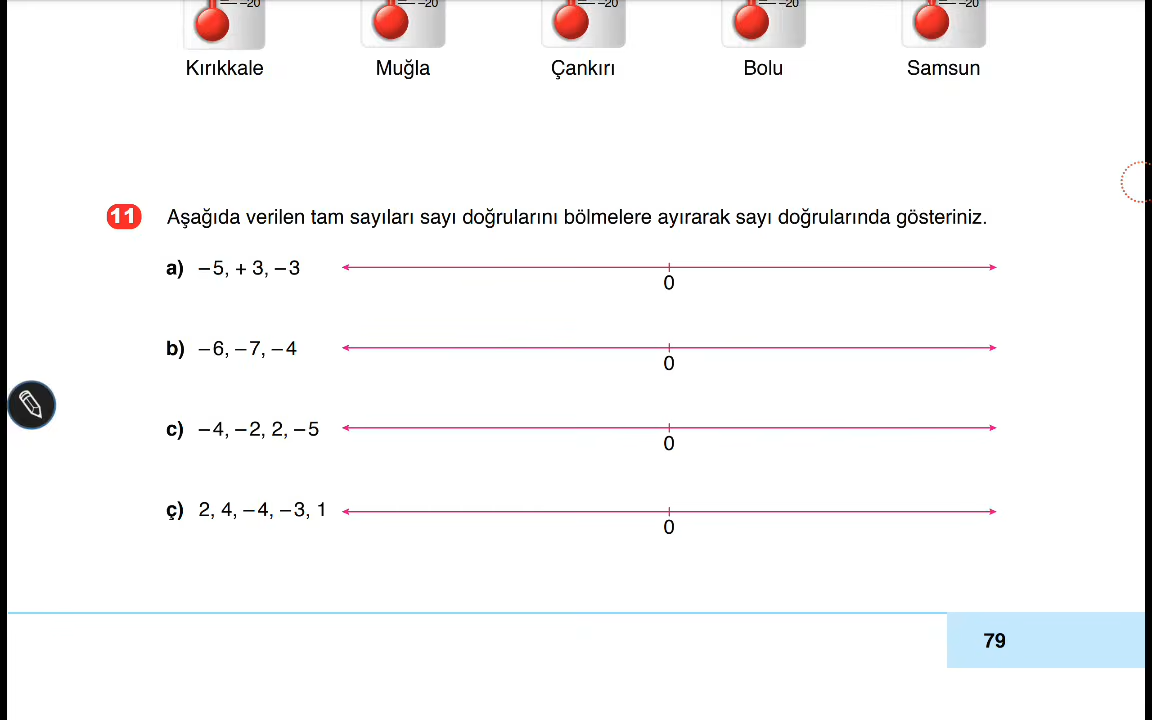 –20 –20 –20 –20 –20
Kırıkkale Muğla Çankırı Bolu Samsun
11 Aşağıda verilen tam sayıları sayı doğrularını bölmelere ayırarak sayı doğrularında gösteriniz.
a) –5, + 3, –3
0
b) –6, –7, –4
0
c) –4, –2, 2, –5
0
ç) 2, 4, –4, –3, 1
0
79